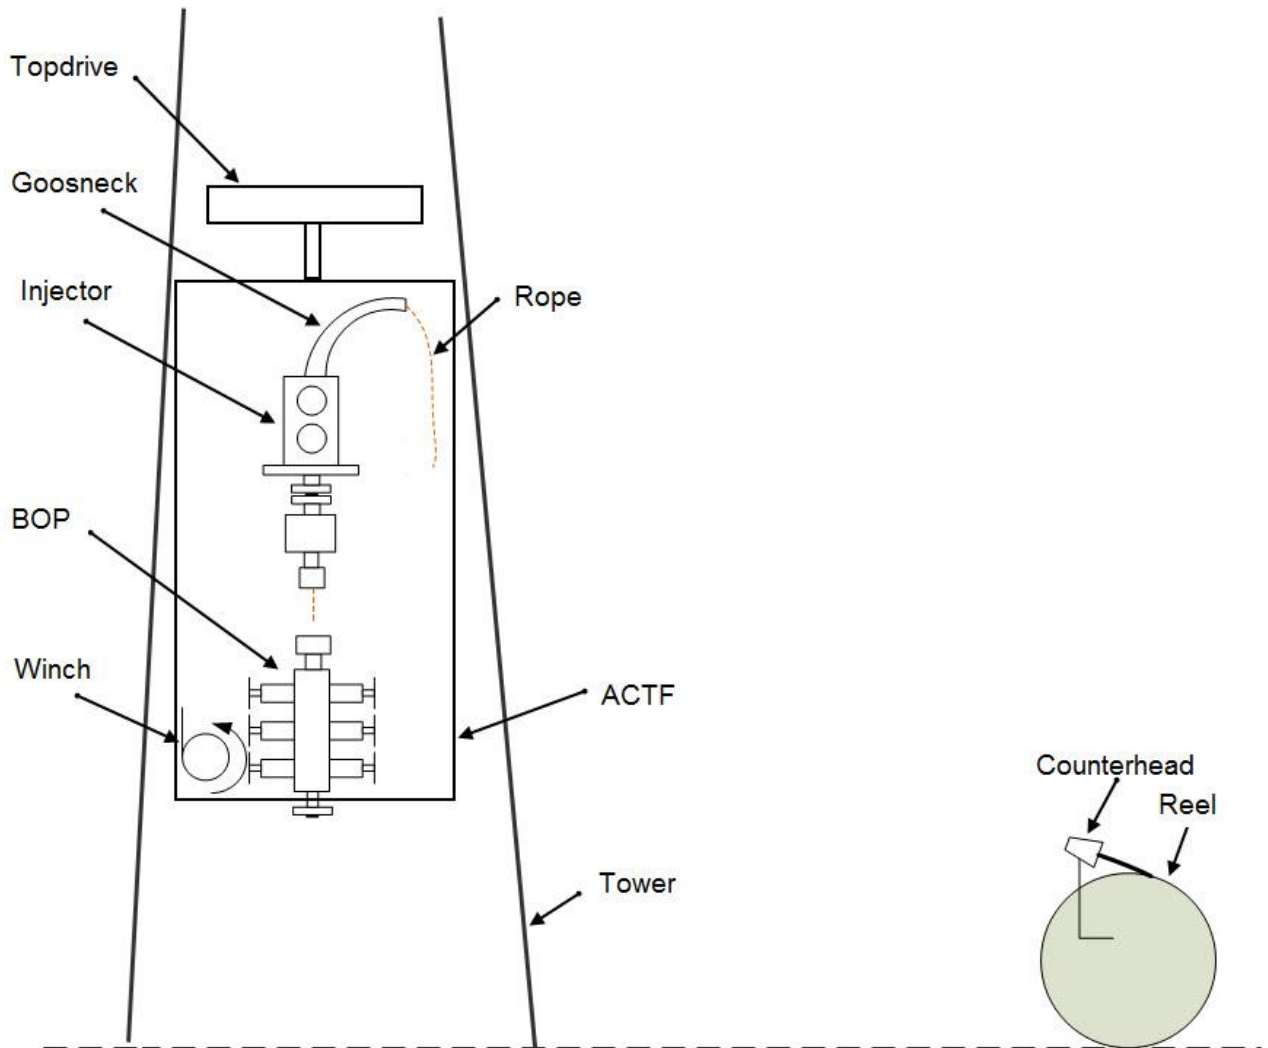 Topdrive
Goosneck
Injector
Rope
BOP
Winch
ACTF
Counterhead
Reel
Tower